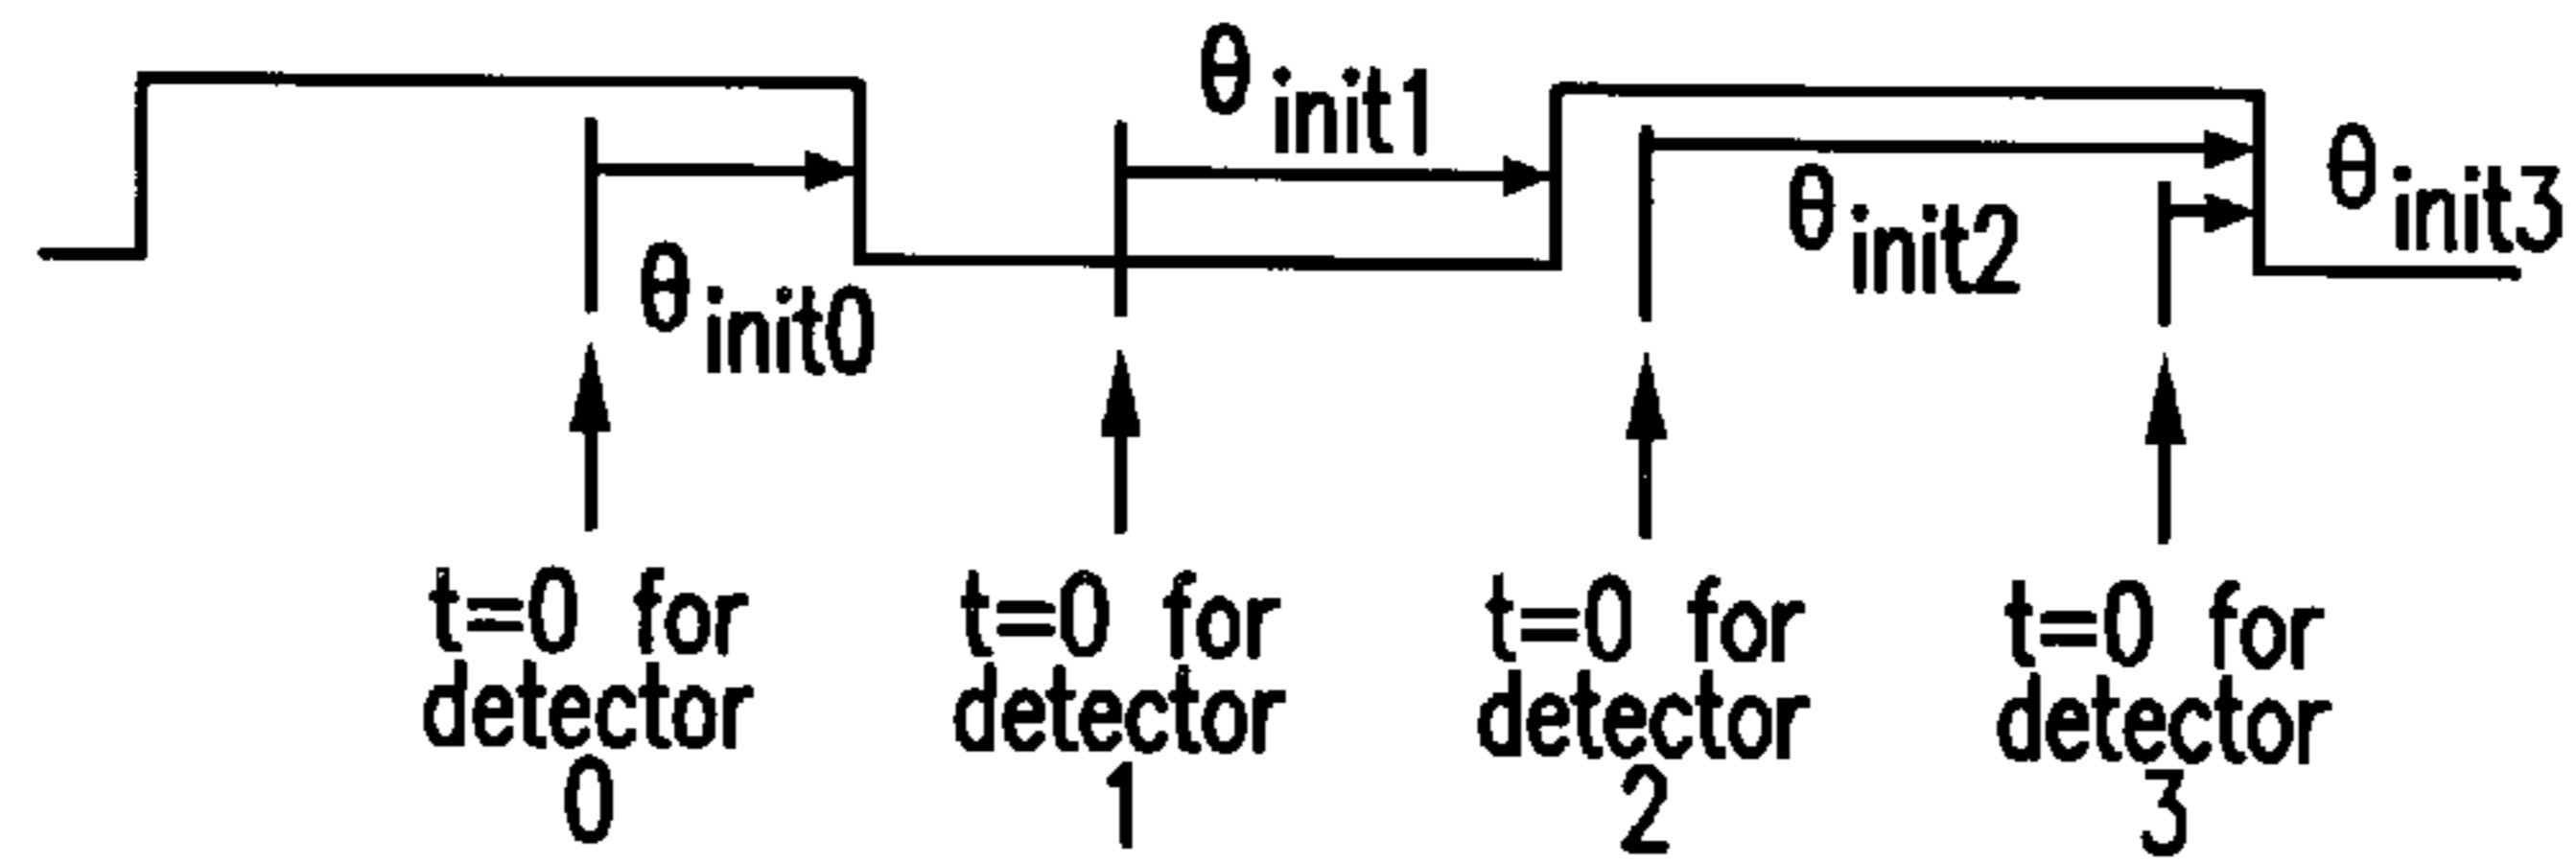 θinit0
θinit1
θinit2
θinit3
t=0 for
detector
0
t=0 for
detector
1
t=0 for
detector
2
t=0 for
detector
3